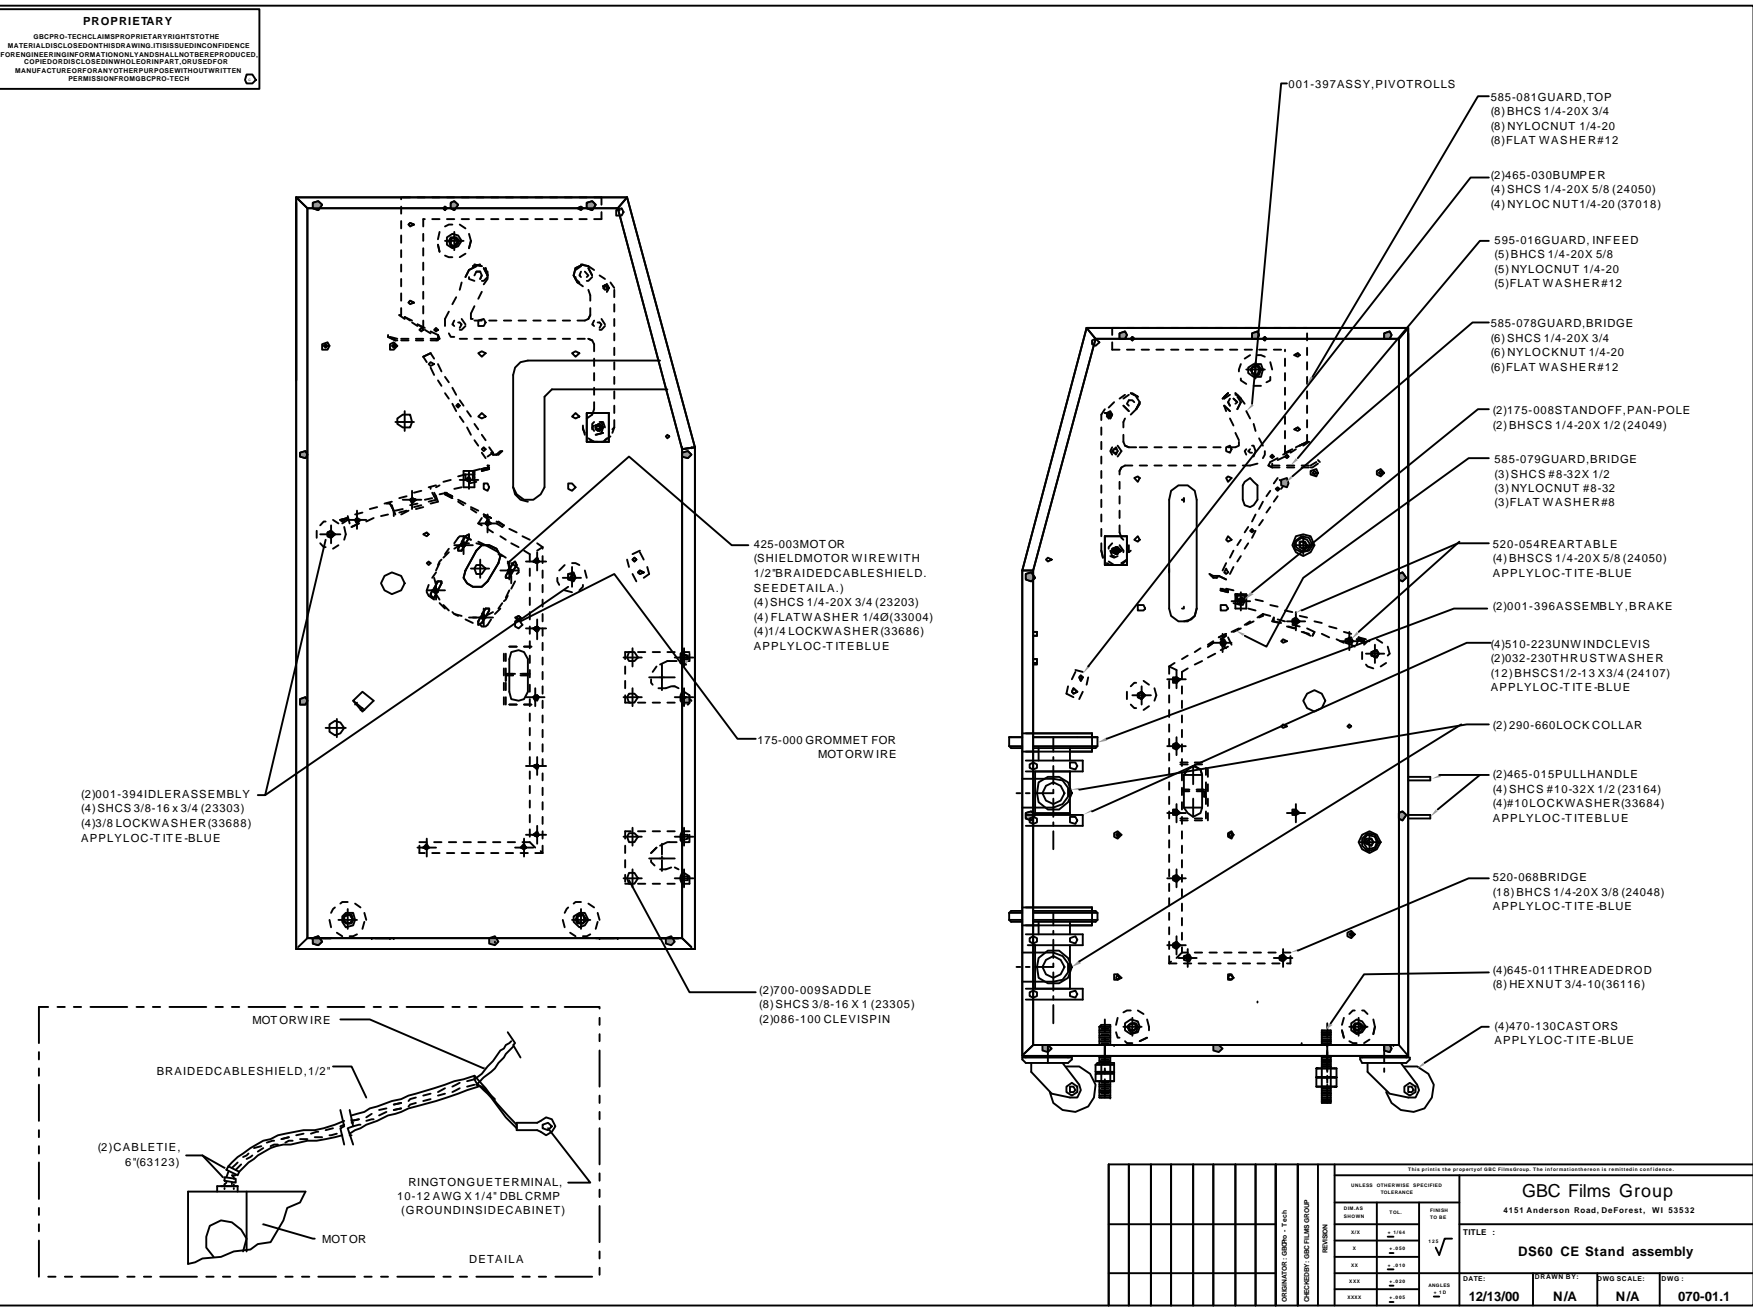 PROPRIETARY
GBCPRO-TECHCLAIMSPROPRIETARYRIGHTSTOTHE
MATERIALDISCLOSEDONTHISDRAWING.ITISISSUEDINCONFIDENCE
FORENGINEERINGINFORMATIONONLYANDSHALLNOTBEREPRODUCED,
COPIEDORDISCLOSEDINWHOLEORINPART,ORUSEDFOR
MANUFACTUREORFORANYOTHERPURPOSEWITHOUTWRITTEN
PERMISSIONFROMGBCPRO-TECH
001-397ASSY,PIVOTROLLS
585-081GUARD,TOP
(8)BHCS 1/4-20X 3/4
(8)NYLOCNUT 1/4-20
(8)FLAT WASHER#12
(2)465-030BUMPER
(4)SHCS 1/4-20X 5/8 (24050)
(4)NYLOC NUT1/4-20 (37018)
595-016GUARD, INFEED
(5)BHCS 1/4-20X 5/8
(5)NYLOCNUT 1/4-20
(5)FLAT WASHER#12
585-078GUARD,BRIDGE
(6)SHCS 1/4-20X 3/4
(6)NYLOCKNUT 1/4-20
(6)FLAT WASHER#12
(2)175-008STANDOFF,PAN-POLE
(2)BHSCS 1/4-20X 1/2 (24049)
585-079GUARD,BRIDGE
(3)SHCS #8-32X 1/2
(3)NYLOCNUT #8-32
(3)FLAT WASHER#8
520-054REARTABLE
(4)BHSCS 1/4-20X 5/8 (24050)
APPLYLOC-TITE-BLUE
(2)001-396ASSEMBLY,BRAKE
(4)510-223UNWINDCLEVIS
(2)032-230THRUSTWASHER
(12)BHSCS1/2-13 X3/4 (24107)
APPLYLOC-TITE-BLUE
(2) 290-660LOCKCOLLAR
(2)465-015PULLHANDLE
(4)SHCS #10-32X 1/2 (23164)
(4)#10LOCKWASHER(33684)
APPLYLOC-TITEBLUE
520-068BRIDGE
(18)BHCS 1/4-20X 3/8 (24048)
APPLYLOC-TITE-BLUE
(4)645-011THREADEDROD
(8)HEXNUT 3/4-10(36116)
(4)470-130CASTORS
APPLYLOC-TITE-BLUE
425-003MOTOR
(SHIELDMOTOR WIREWITH
1/2"BRAIDEDCABLESHIELD.
SEEDETAILA.)
(4)SHCS 1/4-20X 3/4 (23203)
(4)FLATWASHER 1/4Ø(33004)
(4)1/4 LOCKWASHER(33686)
APPLYLOC-TITEBLUE
175-000 GROMMET FOR
MOTORWIRE
(2)001-394IDLERASSEMBLY
(4)SHCS 3/8-16 x 3/4 (23303)
(4)3/8 LOCKWASHER(33688)
APPLYLOC-TITE-BLUE
(2)700-009SADDLE
(8)SHCS 3/8-16 X 1 (23305)
(2)086-100 CLEVISPIN
MOTORWIRE
BRAIDEDCABLESHIELD,1/2"
(2)CABLETIE,
6"(63123)
RINGTONGUETERMINAL,
10-12 AWG X 1/4" DBL CRMP
(GROUNDINSIDECABINET)
MOTOR
DETAILA
This printis the propertyof GBC FilmsGroup. The informationthereon is remittedin confidence.
ORIGINATOR : GBCPro - Tech
CHECKEDBY : GBC FILMS GROUP
REVISION
UNLESS OTHERWISE SPECIFIED
TOLERANCE
DIM.AS
SHOWN
TOL.
FINISH
TO BE
X/X
± 1/64
X
±.050
XX
±.010
XXX
±.020
XXXX
±.005
125
ANGLES
± 1D
GBC Films Group
4151 Anderson Road, DeForest, WI 53532
TITLE :
DS60 CE Stand assembly
DATE:
12/13/00
DRAWN BY:
N/A
DWG SCALE:
N/A
DWG :
070-01.1